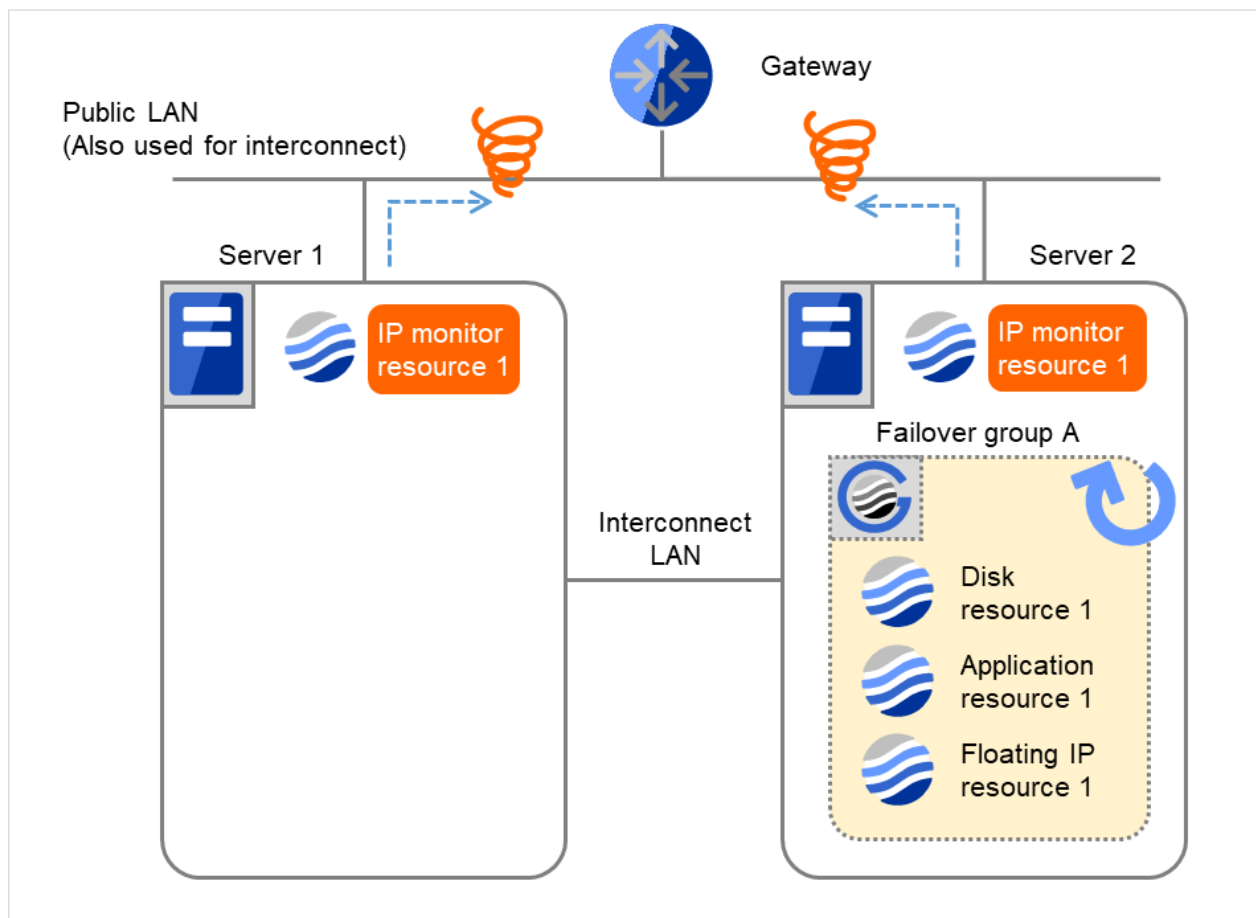 Gateway
Public LAN
(Also used for interconnect)
Server 1
Server 2
IP monitor
resource 1
IP monitor
resource 1
Failover group A
Interconnect
LAN
Disk
resource 1
Application
resource 1
Floating IP
resource 1